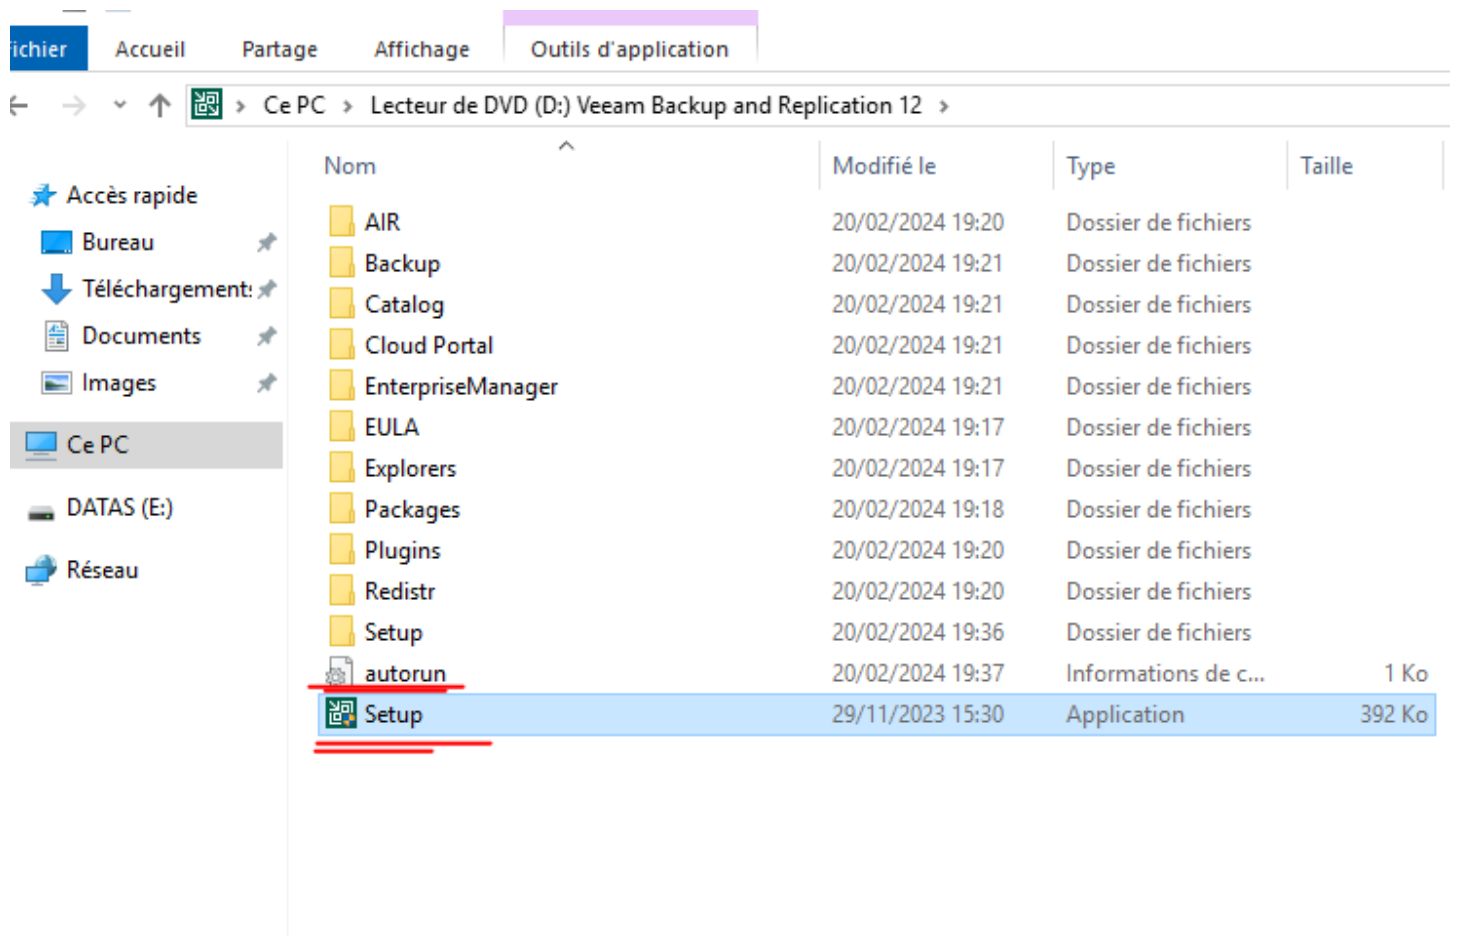 ichier Accueil Partage Affichage Outils d'application
Ce PC > Lecteur de DVD (D:) Veeam Backup and Replication 12 >
Nom Modifié le Type Taille
Accès rapide
Bureau
Téléchargement
Documents
Images
Ce PC
DATAS (E:)
Réseau
AIR 20/02/2024 19:20 Dossier de fichiers
Backup 20/02/2024 19:21 Dossier de fichiers
Catalog 20/02/2024 19:21 Dossier de fichiers
Cloud Portal 20/02/2024 19:21 Dossier de fichiers
EnterpriseManager 20/02/2024 19:21 Dossier de fichiers
EULA 20/02/2024 19:17 Dossier de fichiers
Explorers 20/02/2024 19:17 Dossier de fichiers
Packages 20/02/2024 19:18 Dossier de fichiers
Plugins 20/02/2024 19:20 Dossier de fichiers
Redistr 20/02/2024 19:20 Dossier de fichiers
Setup 20/02/2024 19:36 Dossier de fichiers
autorun 20/02/2024 19:37 Informations de c... 1 Ko
Setup 29/11/2023 15:30 Application 392 Ko